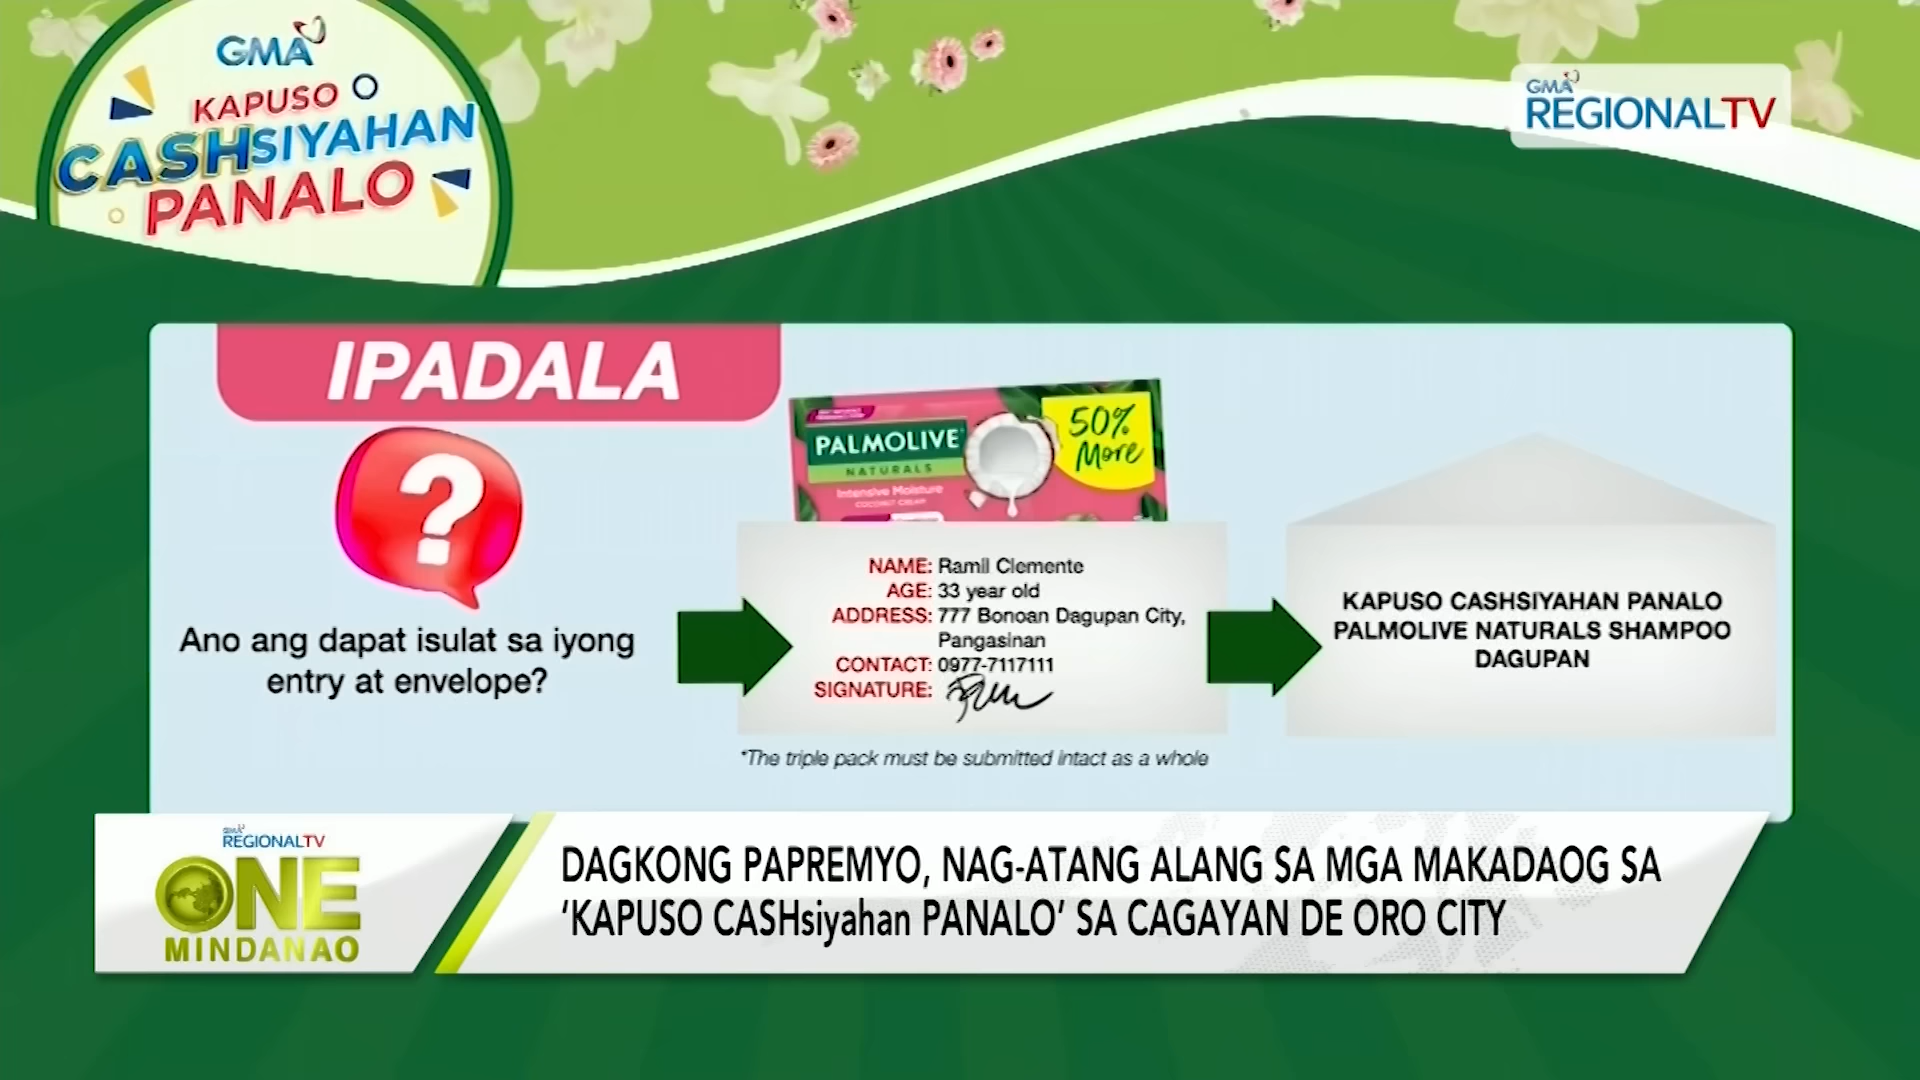 GMA
KAPUSO
CASHSIYAHAN
PANALO
GMA
REGIONALTV
IPADALA
?
Ano ang dapat isulat sa iyong
entry at envelope?
PALMOLIVE
NATURALS
Intensive Moisture
COCONUT CREAM
50%
More
NAME: Ramil Clemente
AGE: 33 year old
ADDRESS: 777 Bonoan Dagupan City,
Pangasinan
CONTACT: 0977-7117111
SIGNATURE:
*The triple pack must be submitted intact as a whole
KAPUSO CASHSIYAHAN PANALO
PALMOLIVE NATURALS SHAMPOO
DAGUPAN
GMA
REGIONALTV
ONE
MINDANAO
DAGKONG PAPREMYO, NAG-ATANG ALANG SA MGA MAKADAOG SA
‘KAPUSO CASHsiyahan PANALO’ SA CAGAYAN DE ORO CITY